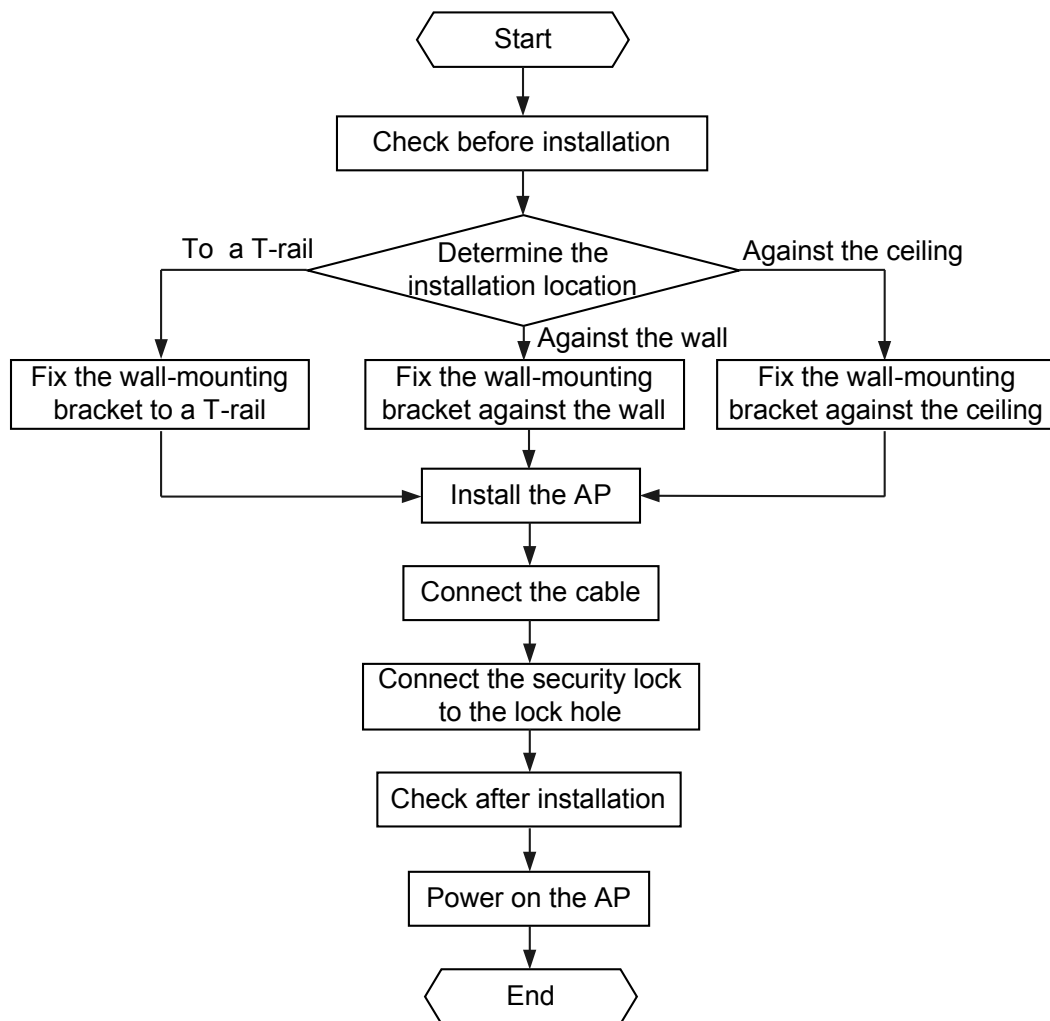 Start
Check before installation
To a T-rail
Determine the
installation location
Against the ceiling
Against the wall
Fix the wall-mounting
bracket to a T-rail
Fix the wall-mounting
bracket against the wall
Fix the wall-mounting
bracket against the ceiling
Install the AP
Connect the cable
Connect the security lock
to the lock hole
Check after installation
Power on the AP
End